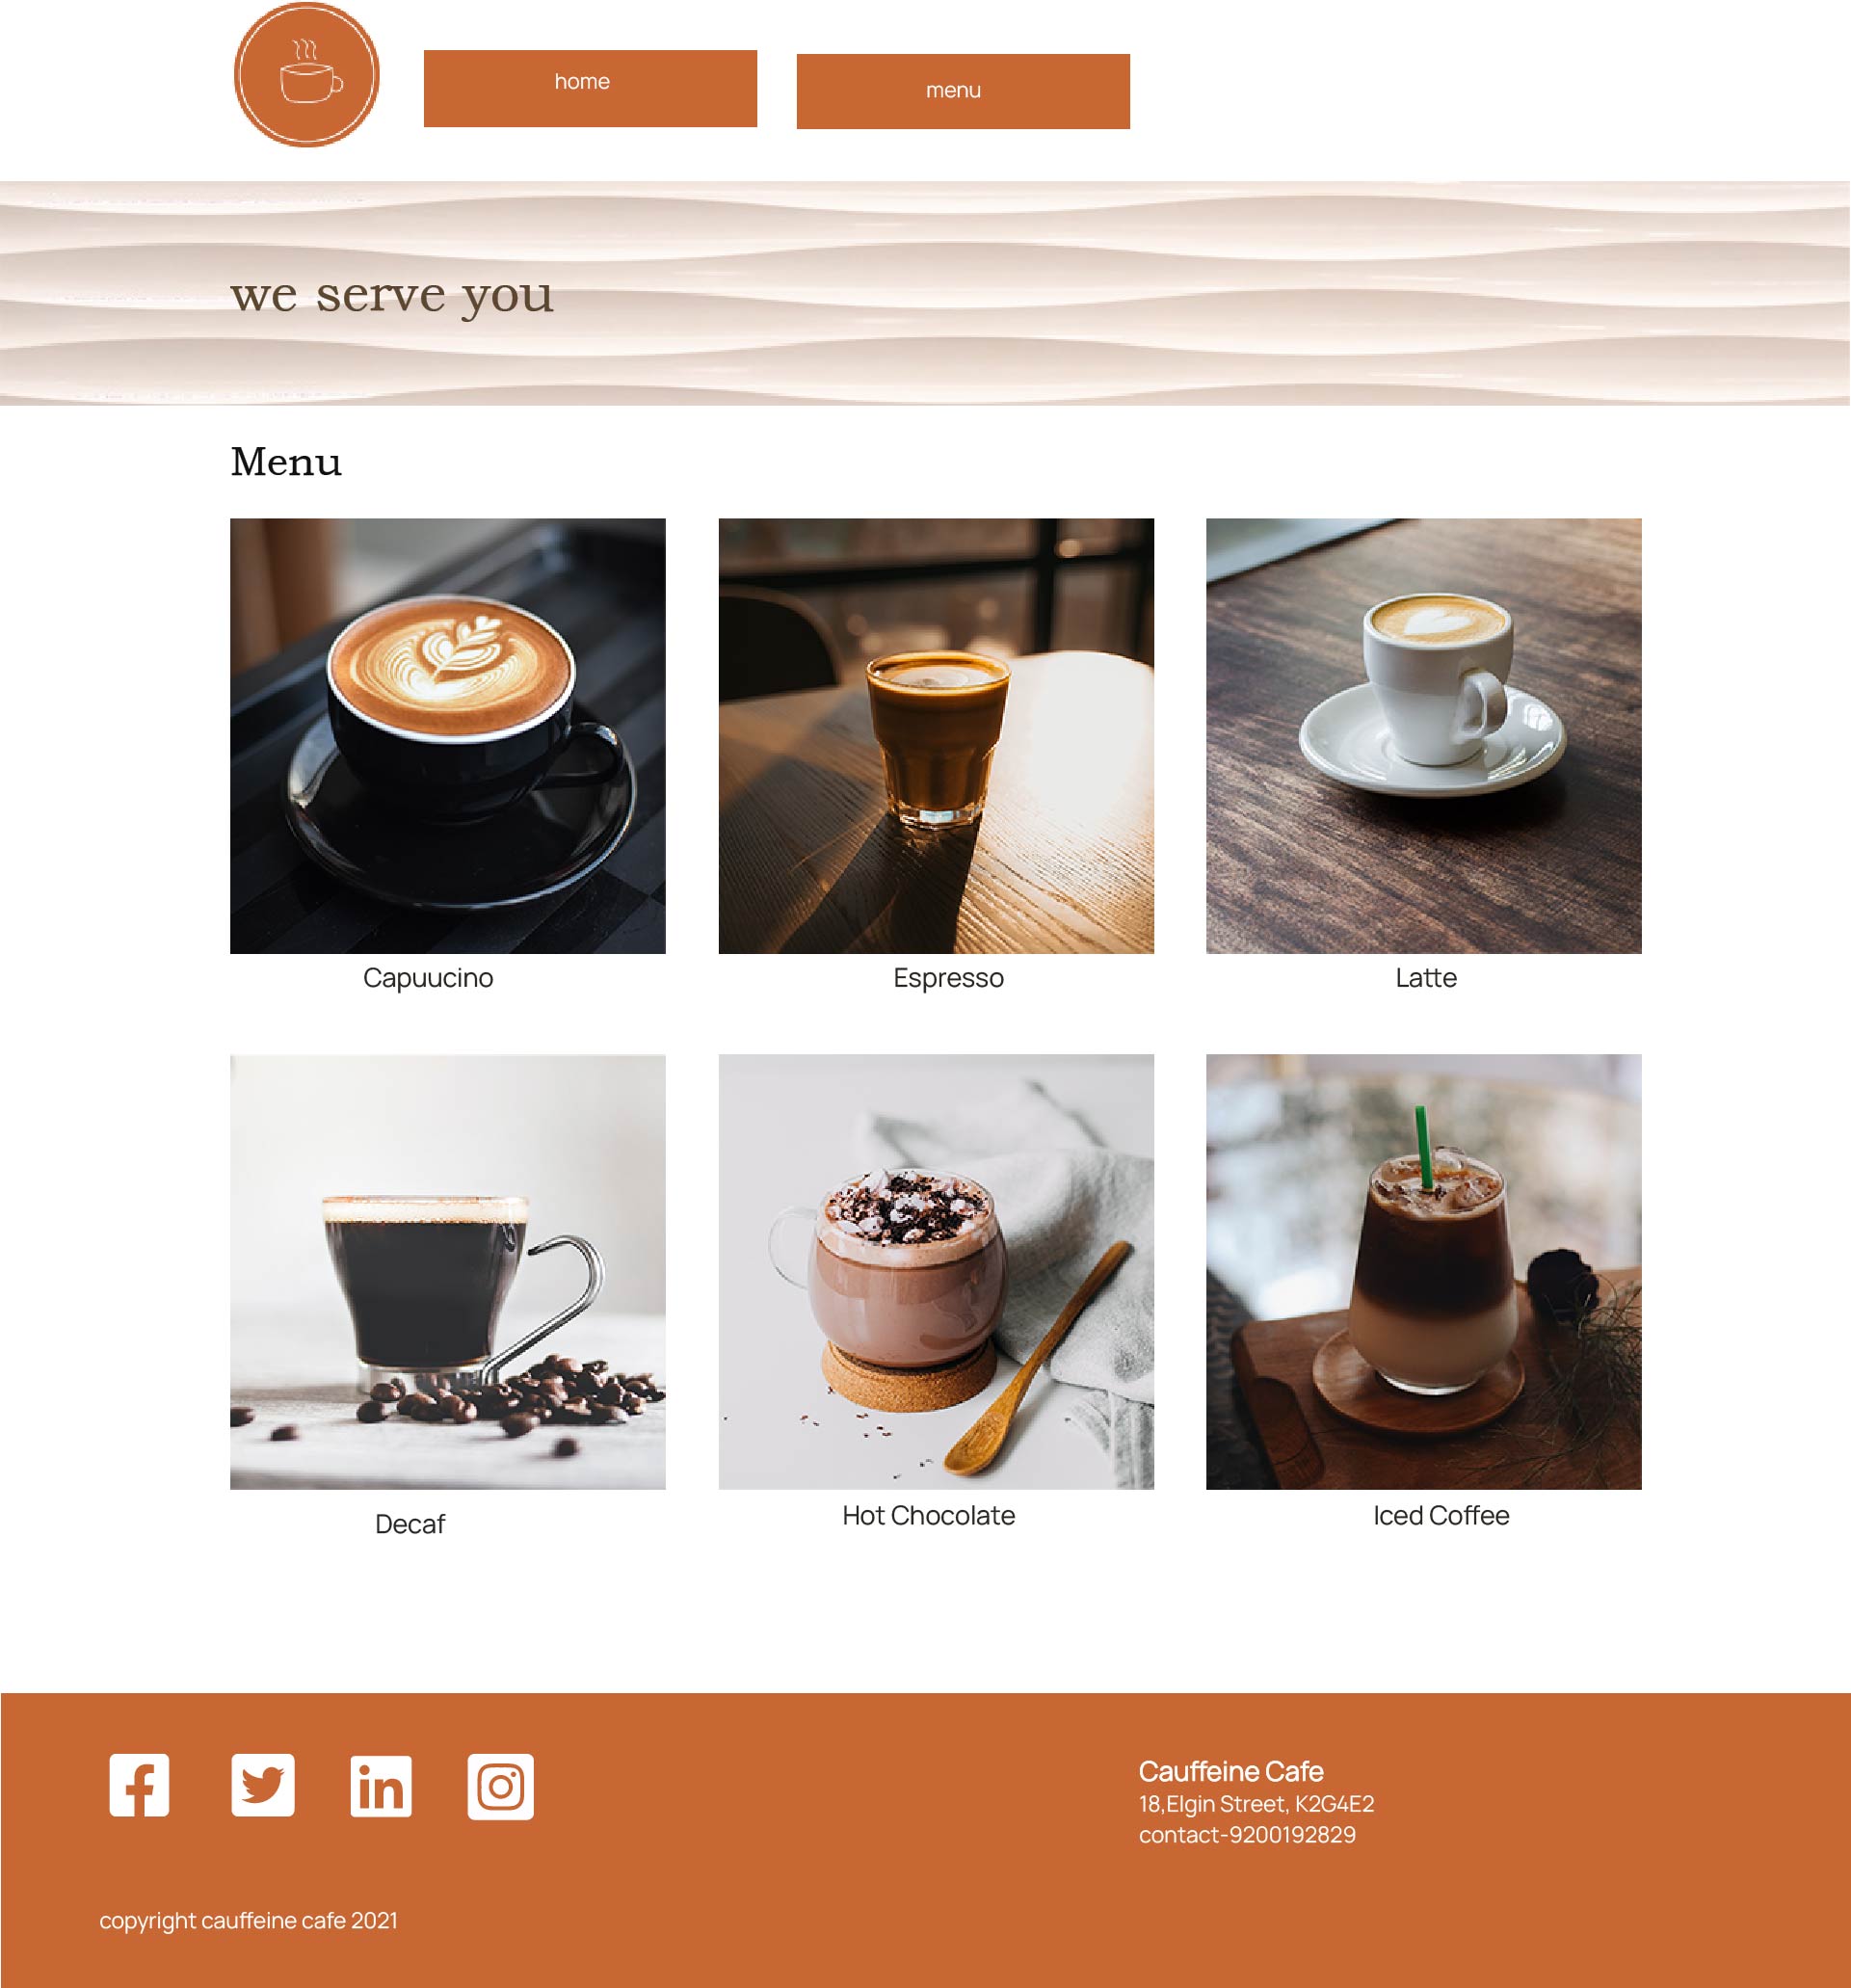 home
menu
we serve you
Menu
Capuucino
Espresso
Latte
Decaf
Hot Chocolate
Iced Coffee
Cauffeine Cafe
18,Elgin Street, K2G4E2
contact-9200192829
copyright cauffeine cafe 2021